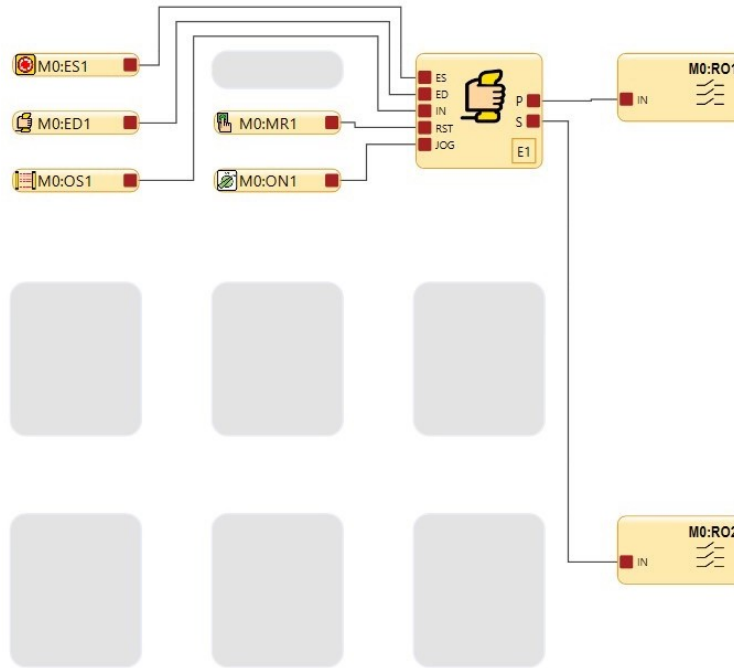 M0:ES1
M0:ED1
M0:OS1
M0:MR1
M0:ON1
ES
ED
IN
RST
JOG
P
S
E1
M0:RO1
IN
M0:RO2
IN